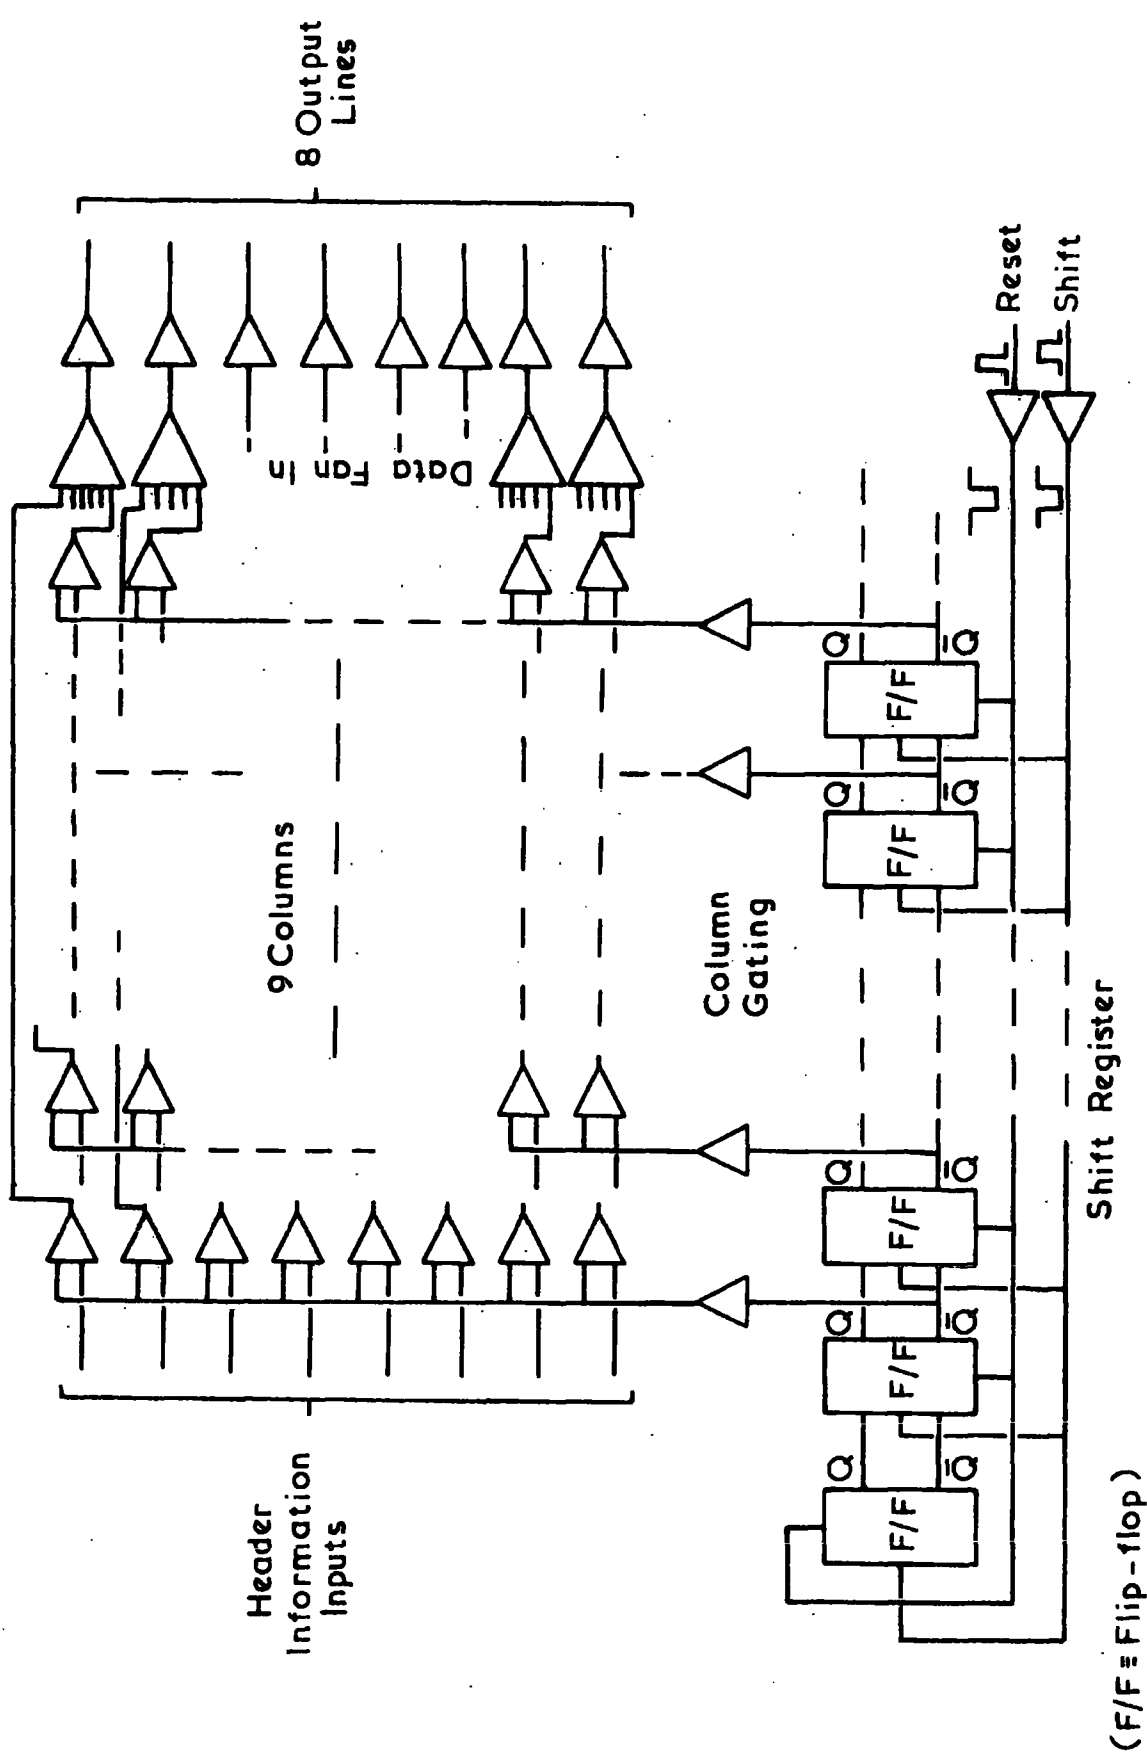 8 Output
Lines
Data Fan in
9 Columns
Header
Information
Inputs
Column
Gating
Reset
Shift
Q
Q̅
F/F
Q
Q̅
F/F
Q
Q̅
F/F
Q
Q̅
F/F
Q
Q̅
F/F
Shift Register
(F/F = Flip-flop)